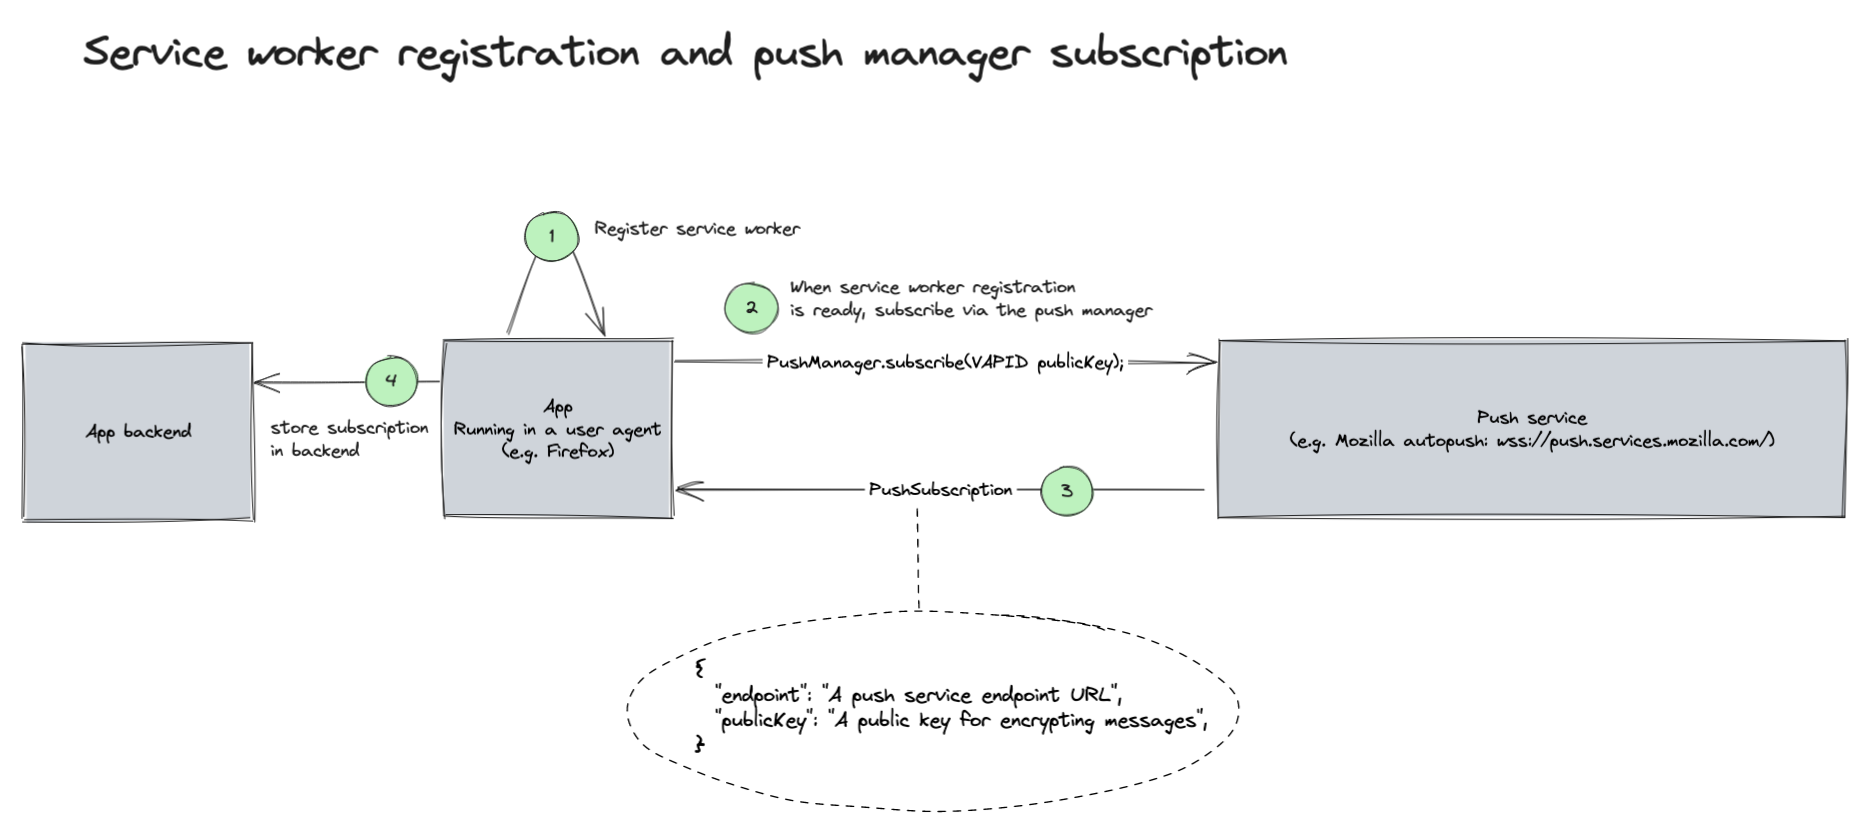 Service worker registration and push manager subscription
1
Register service worker
2
When service worker registration
is ready, subscribe via the push manager
PushManager.subscribe(VAPID publicKey);
4
store subscription
in backend
App backend
App
Running in a user agent
(e.g. Firefox)
Push service
(e.g. Mozilla autopush: wss://push.services.mozilla.com/)
PushSubscription
3
{
"endpoint": "A push service endpoint URL",
"publicKey": "A public key for encrypting messages",
}